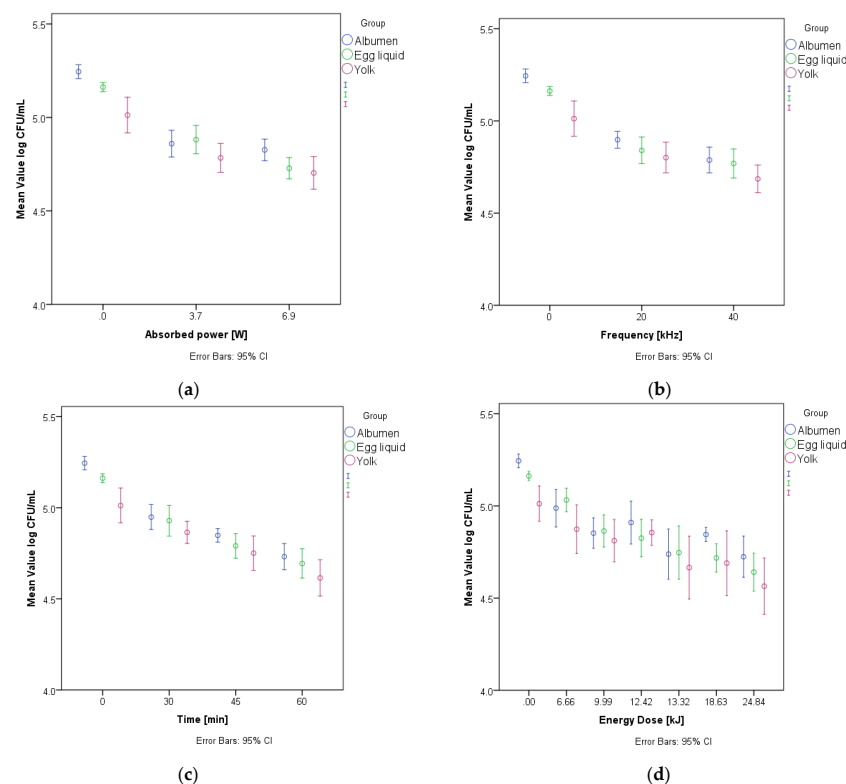 5.5
5.0
4.5
4.0
Mean Value log CFU/mL
.0
3.7
6.9
Absorbed power [W]
Error Bars: 95% CI
Group
Albumen
Egg liquid
Yolk
(a)
5.5
5.0
4.5
4.0
Mean Value log CFU/mL
0
20
40
Frequency [kHz]
Error Bars: 95% CI
Group
Albumen
Egg liquid
Yolk
(b)
5.5
5.0
4.5
4.0
Mean Value log CFU/mL
0
30
45
60
Time [min]
Error Bars: 95% CI
Group
Albumen
Egg liquid
Yolk
(c)
5.5
5.0
4.5
4.0
Mean Value log CFU/mL
.00
6.66
9.99
12.42
13.32
18.63
24.84
Energy Dose [kJ]
Error Bars: 95% CI
Group
Albumen
Egg liquid
Yolk
(d)